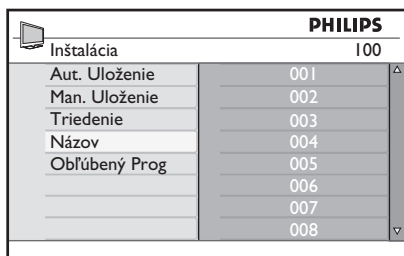 PHILIPS
Inštalácia 100
Aut. Uloženie 001
Man. Uloženie 002
Triedenie 003
Názov 004
Obľúbený Prog 005
006
007
008